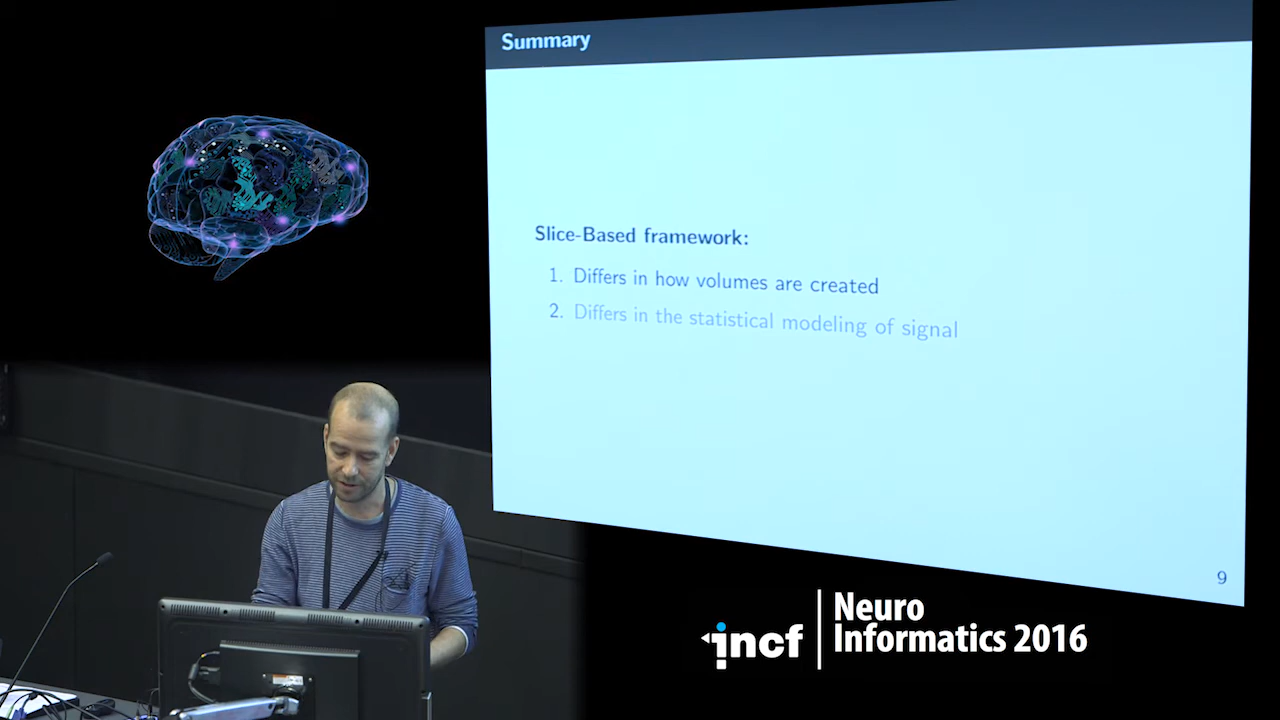 Summary
Slice-Based framework:
1. Differs in how volumes are created
2. Differs in the statistical modeling of signal
9
incf
Neuro
Informatics 2016